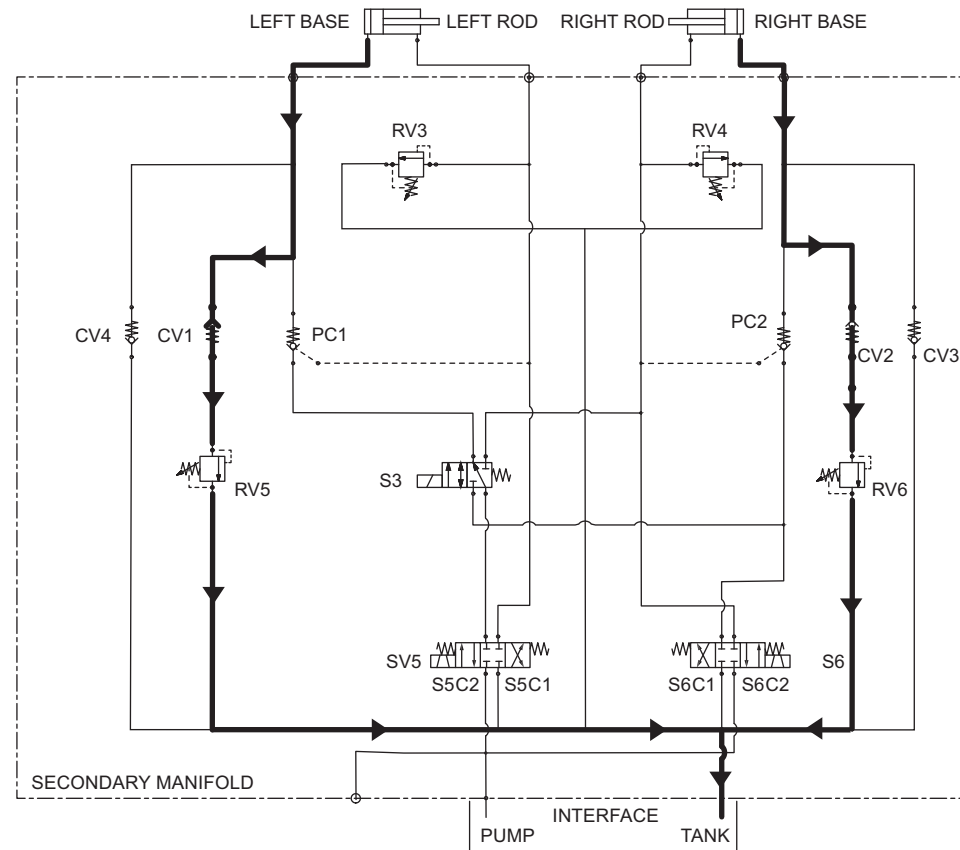 LEFT BASE
LEFT ROD
RIGHT ROD
RIGHT BASE
RV3
RV4
CV4
CV1
PC1
PC2
CV2
CV3
S3
RV5
RV6
SV5
S5C2
S5C1
S6C1
S6C2
S6
SECONDARY MANIFOLD
INTERFACE
PUMP
TANK